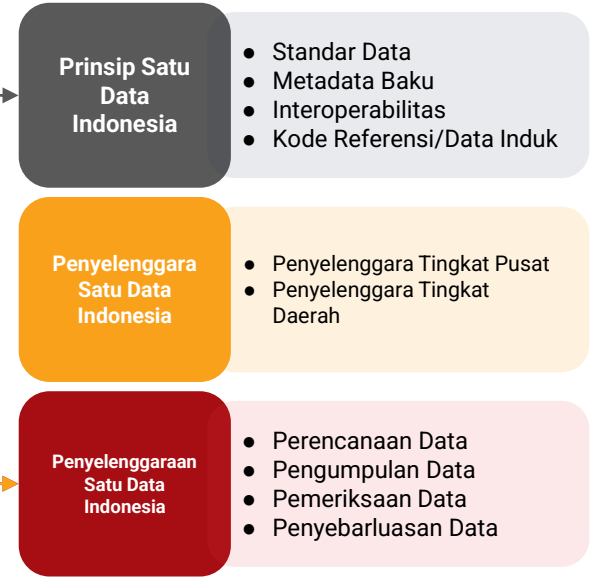 Prinsip Satu
Data
Indonesia
● Standar Data
● Metadata Baku
● Interoperabilitas
● Kode Referensi/Data Induk
Penyelenggara
Satu Data
Indonesia
● Penyelenggara Tingkat Pusat
● Penyelenggara Tingkat
Daerah
Penyelenggaraan
Satu Data
Indonesia
● Perencanaan Data
● Pengumpulan Data
● Pemeriksaan Data
● Penyebarluasan Data